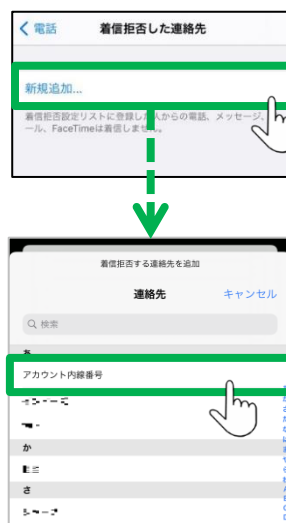 電話
着信拒否した連絡先
新規追加...
着信拒否設定リストに登録した人からの電話、メッセージ、
ール、FaceTimeは着信しません。
着信拒否する連絡先を追加
連絡先
キャンセル
検索
あ
アカウント内線番号
か
さ